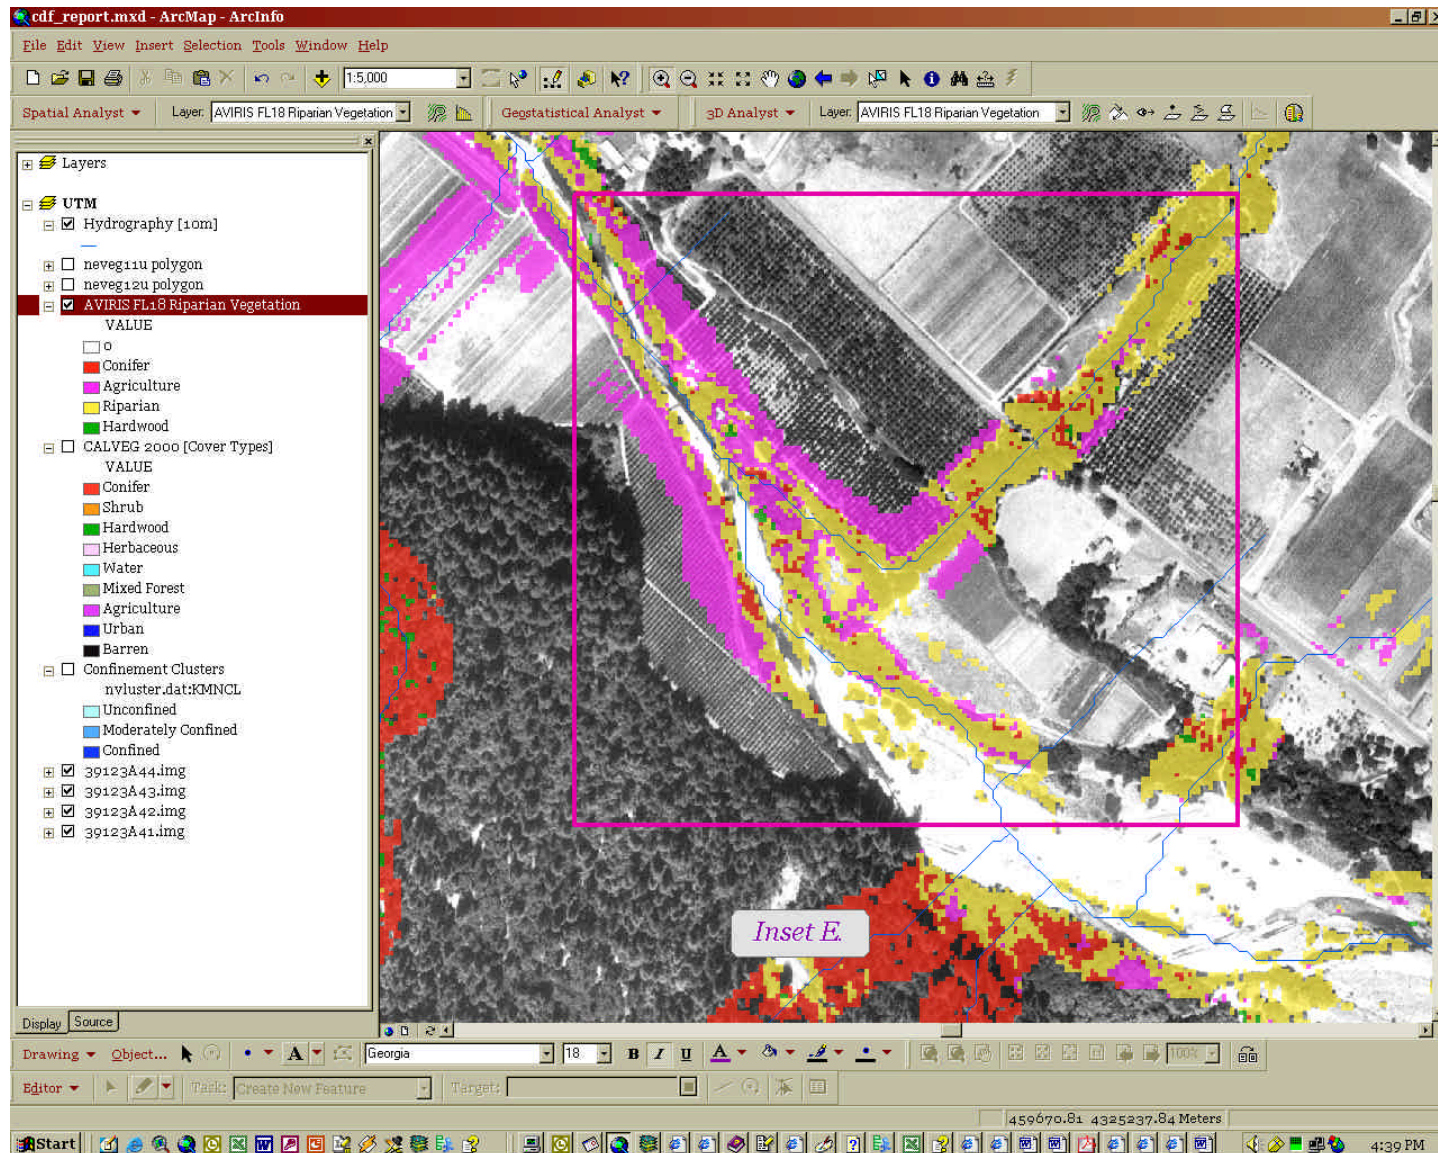 cdf_report.mxd - ArcMap - ArcInfo
File Edit View Insert Selection Tools Window Help
1:5,000
Spatial Analyst Layer: AVIRIS FL18 Riparian Vegetation Geostatistical Analyst 3D Analyst Layer: AVIRIS FL18 Riparian Vegetation
Layers
UTM
Hydrography [10m]
neveg11u polygon
neveg12u polygon
AVIRIS FL18 Riparian Vegetation
VALUE
0
Conifer
Agriculture
Riparian
Hardwood
CALVEG 2000 [Cover Types]
VALUE
Conifer
Shrub
Hardwood
Herbaceous
Water
Mixed Forest
Agriculture
Urban
Barren
Confinement Clusters
nvluster.dat:KMNCL
Unconfined
Moderately Confined
Confined
39123A44.img
39123A43.img
39123A42.img
39123A41.img
Inset E.
Display Source
Drawing Object... A Georgia 18 B I U A 100%
Editor Task: Create New Feature Target:
459670.81 4325237.84 Meters
Start 4:39 PM